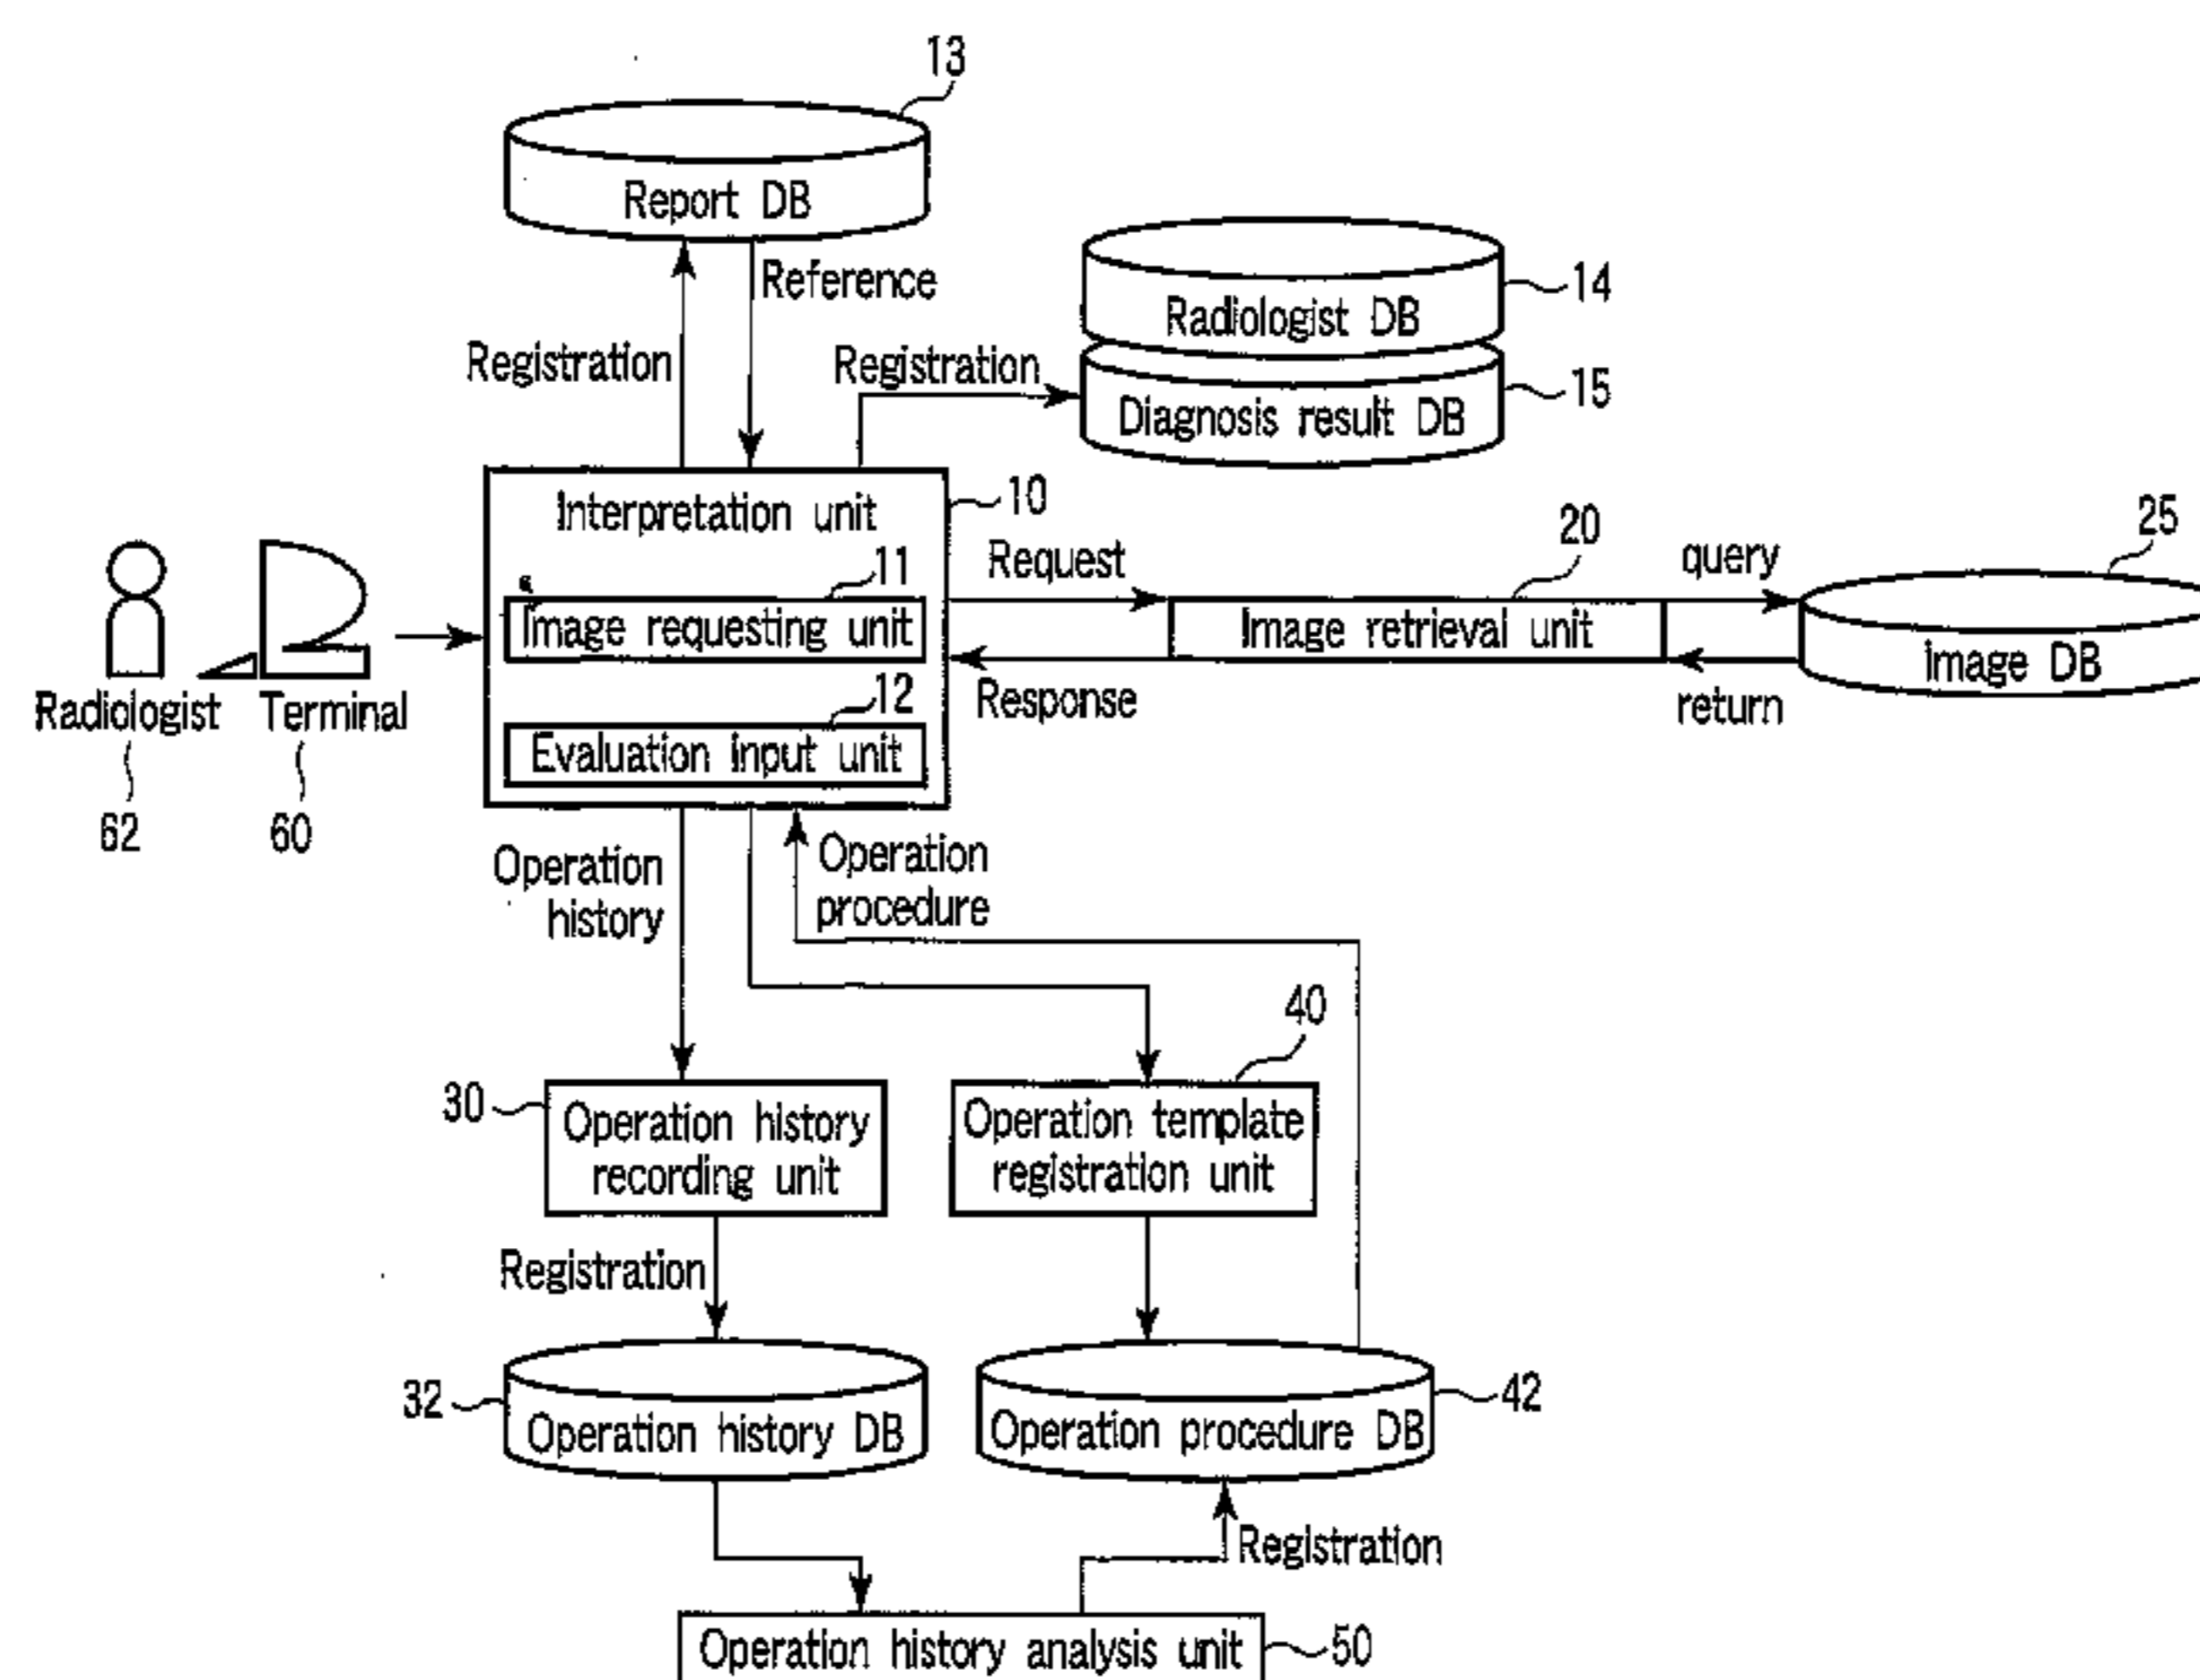 13
Report DB
Reference
Registration
Registration
Radiologist DB
14
Diagnosis result DB
15
Interpretation unit
10
11
Image requesting unit
12
Evaluation input unit
Request
Response
20
Image retrieval unit
query
return
25
Image DB
Radiologist
62
Terminal
60
Operation
history
Operation
procedure
30
Operation history
recording unit
40
Operation template
registration unit
Registration
32
Operation history DB
42
Operation procedure DB
Registration
Operation history analysis unit
50